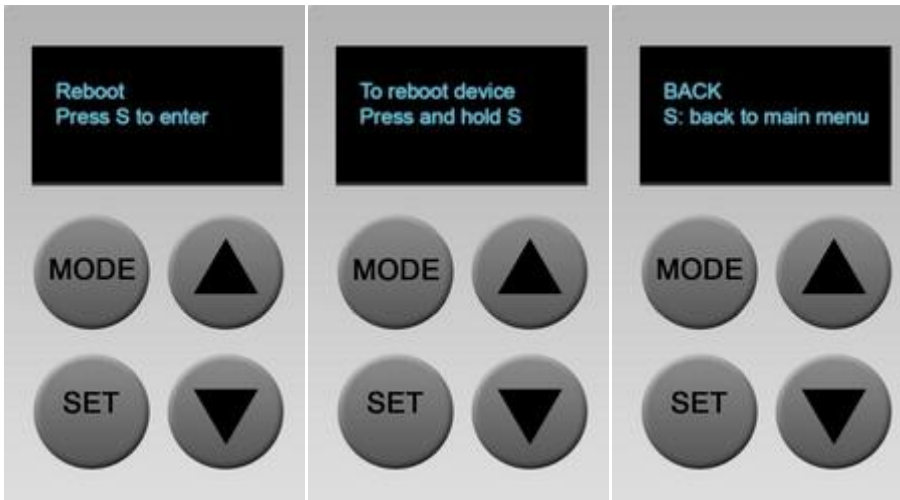 Reboot
Press S to enter
MODE
SET
To reboot device
Press and hold S
MODE
SET
BACK
S: back to main menu
MODE
SET